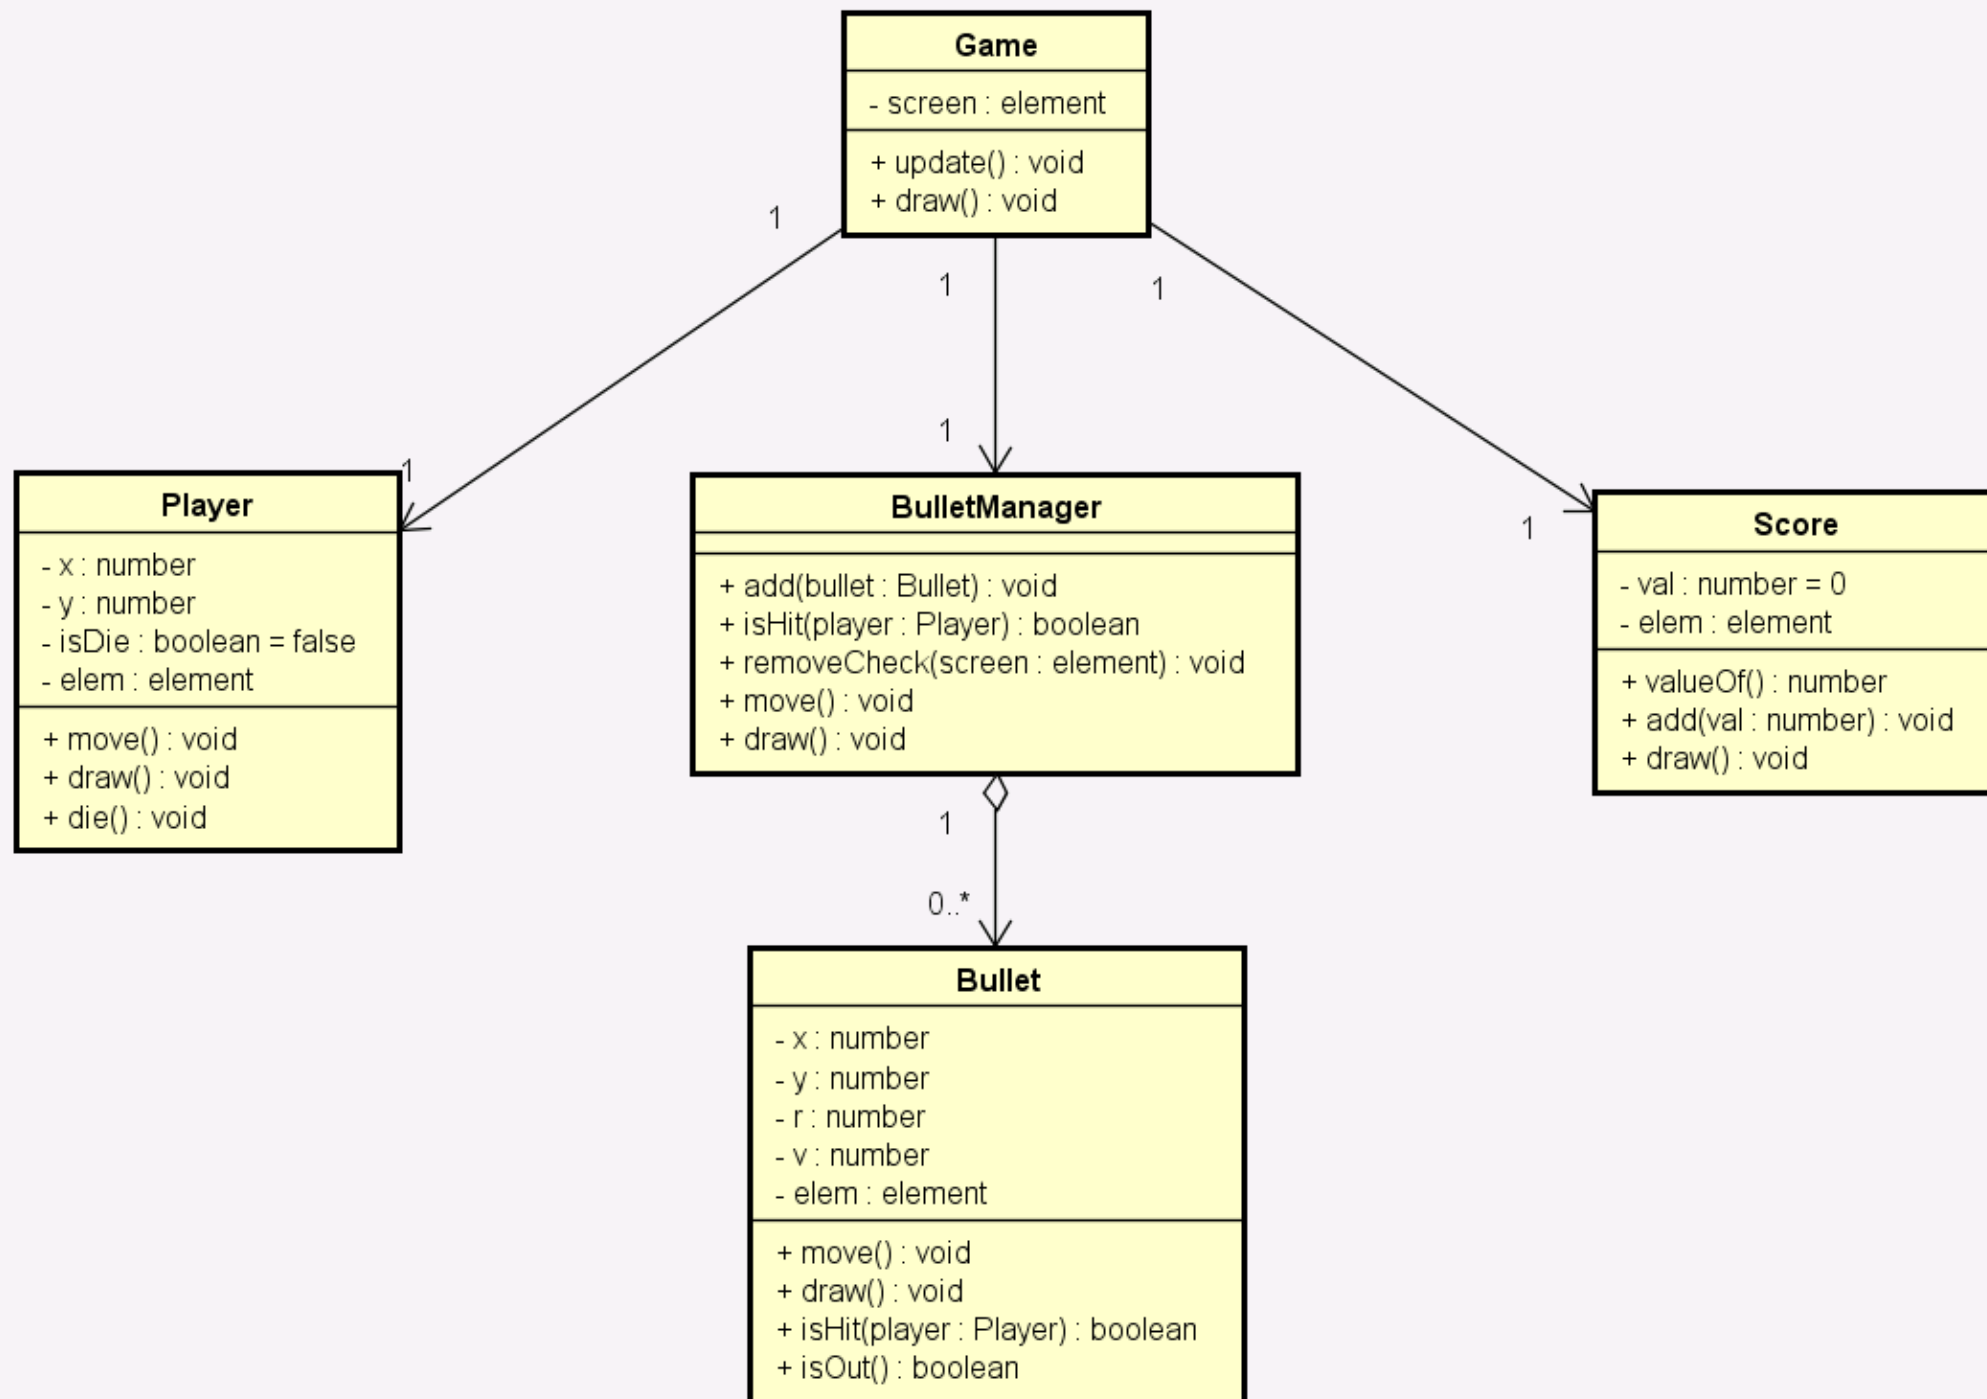 Game
- screen : element
+ update() : void
+ draw() : void
1
1
1
1
1
1
Player
- x : number
- y : number
- isDie : boolean = false
- elem : element
+ move() : void
+ draw() : void
+ die() : void
BulletManager
+ add(bullet : Bullet) : void
+ isHit(player : Player) : boolean
+ removeCheck(screen : element) : void
+ move() : void
+ draw() : void
Score
- val : number = 0
- elem : element
+ valueOf() : number
+ add(val : number) : void
+ draw() : void
1
0..*
Bullet
- x : number
- y : number
- r : number
- v : number
- elem : element
+ move() : void
+ draw() : void
+ isHit(player : Player) : boolean
+ isOut() : boolean